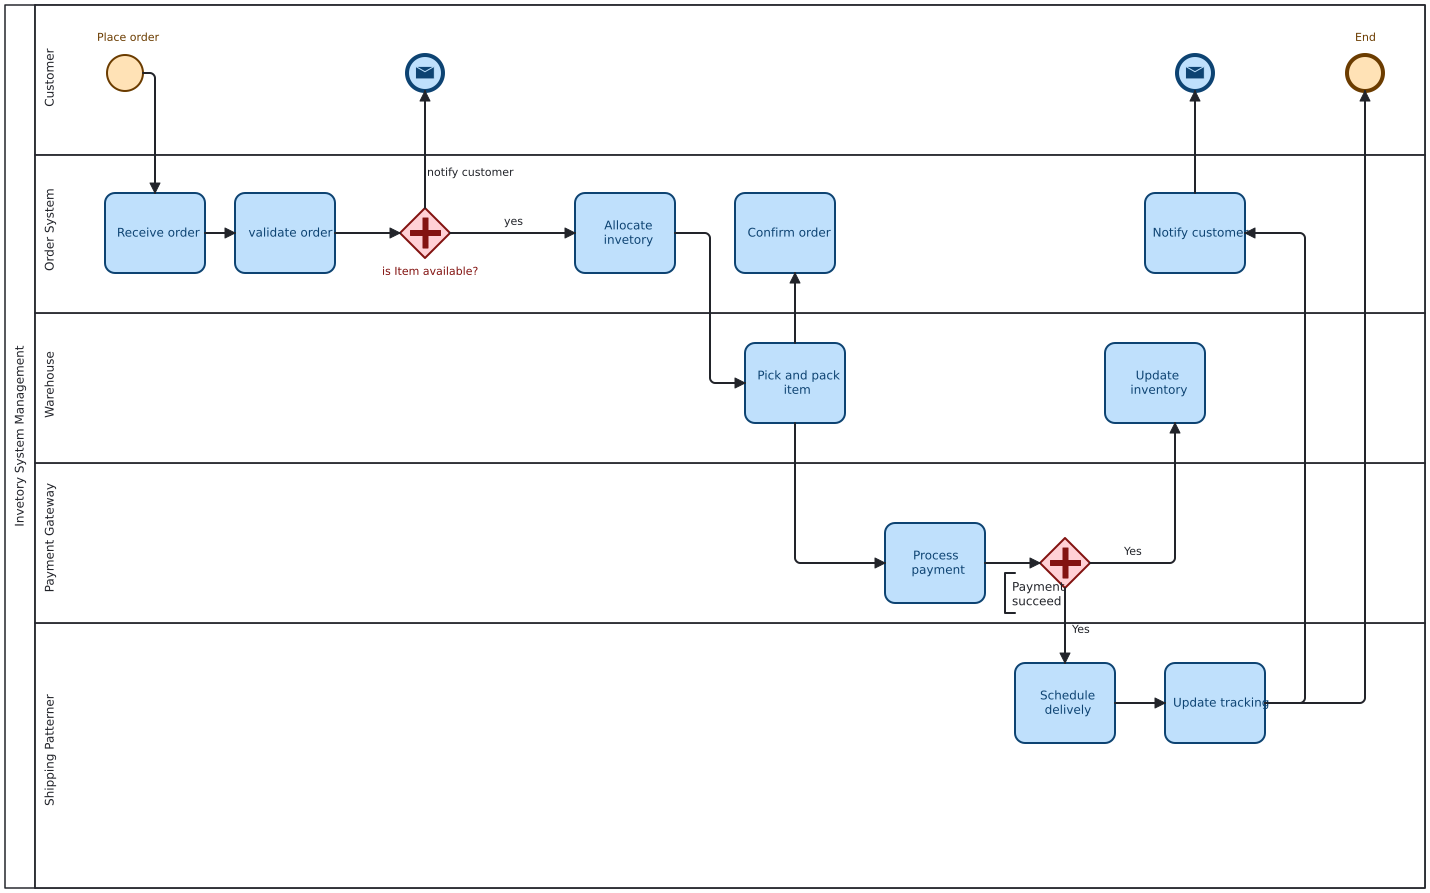 Invetory System Management
Customer
Place order
End
Order System
notify customer
Receive order
validate order
yes
is Item available?
Allocate
invetory
Confirm order
Notify customer
Warehouse
Pick and pack
item
Update
inventory
Payment Gateway
Process
payment
Yes
Payment
succeed
Yes
Shipping Patterner
Schedule
delively
Update tracking